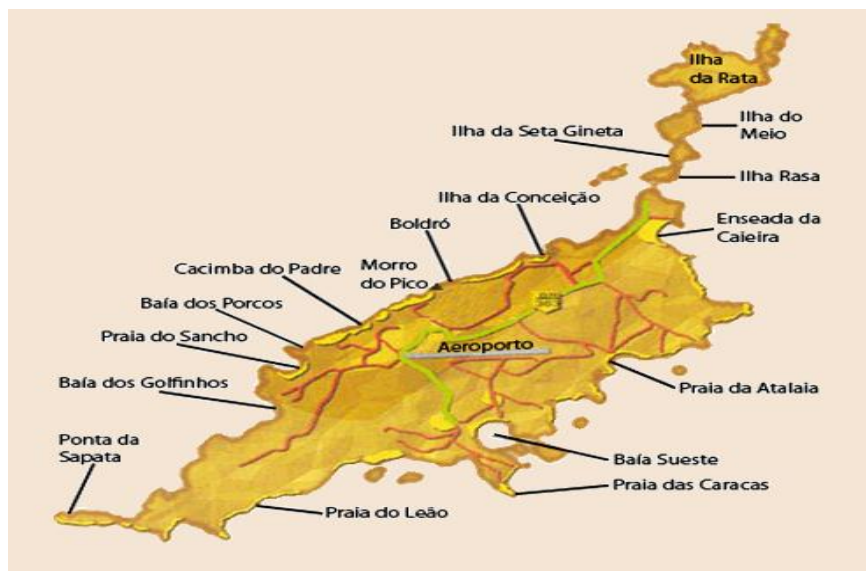 Ilha
da Rata
Ilha do
Meio
Ilha da Seta Gineta
Ilha Rasa
Ilha da Conceição
Enseada da
Caieira
Boldró
Morro
do Pico
Cacimba do Padre
Baía dos Porcos
Praia do Sancho
Aeroporto
Baía dos Golfinhos
Praia da Atalaia
Ponta da
Sapata
Baía Sueste
Praia das Caracas
Praia do Leão